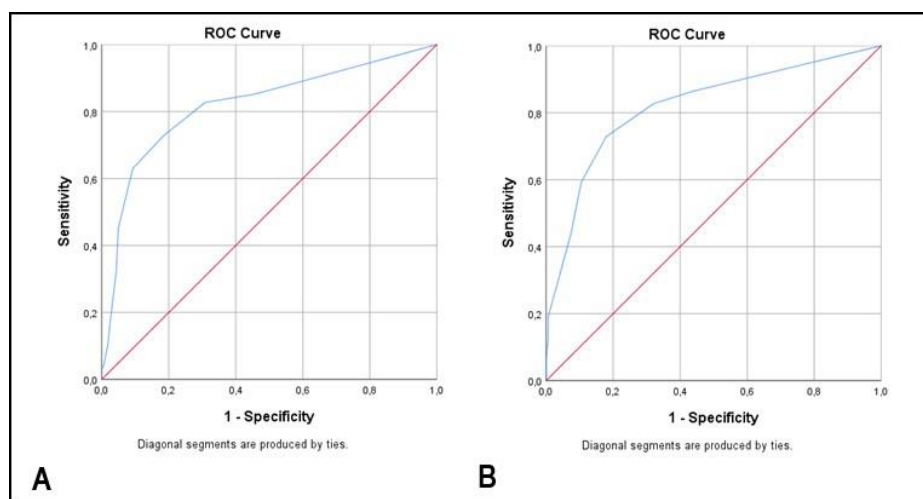 ROC Curve
1,0
0,8
0,6
0,4
0,2
0,0
Sensitivity
0,0 0,2 0,4 0,6 0,8 1,0
1 - Specificity
Diagonal segments are produced by ties.
A
ROC Curve
1,0
0,8
0,6
0,4
0,2
0,0
Sensitivity
0,0 0,2 0,4 0,6 0,8 1,0
1 - Specificity
Diagonal segments are produced by ties.
B